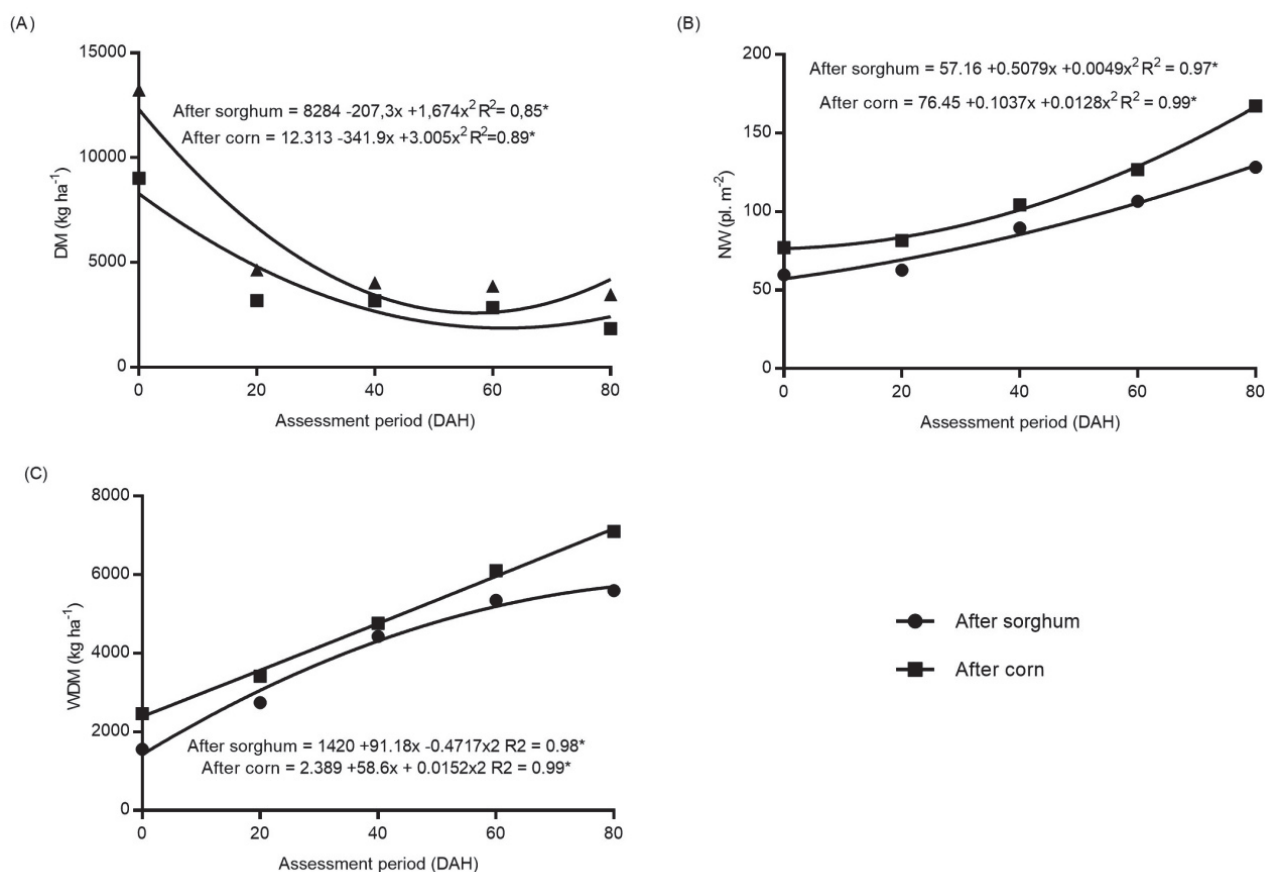 (A)
15000
10000
5000
0
DM (kg ha⁻¹)
After sorghum = 8284 -207,3x +1,674x² R²= 0,85*
After corn = 12.313 -341.9x +3.005x² R²=0.89*
0 20 40 60 80
Assessment period (DAH)
(B)
200
150
100
50
0
NW (pl. m⁻²)
After sorghum = 57.16 +0.5079x +0.0049x² R² = 0.97*
After corn = 76.45 +0.1037x +0.0128x² R² = 0.99*
0 20 40 60 80
Assessment period (DAH)
(C)
8000
6000
4000
2000
0
WDM (kg ha⁻¹)
After sorghum = 1420 +91.18x -0.4717x2 R2 = 0.98*
After corn = 2.389 +58.6x + 0.0152x2 R2 = 0.99*
0 20 40 60 80
Assessment period (DAH)
After sorghum
After corn